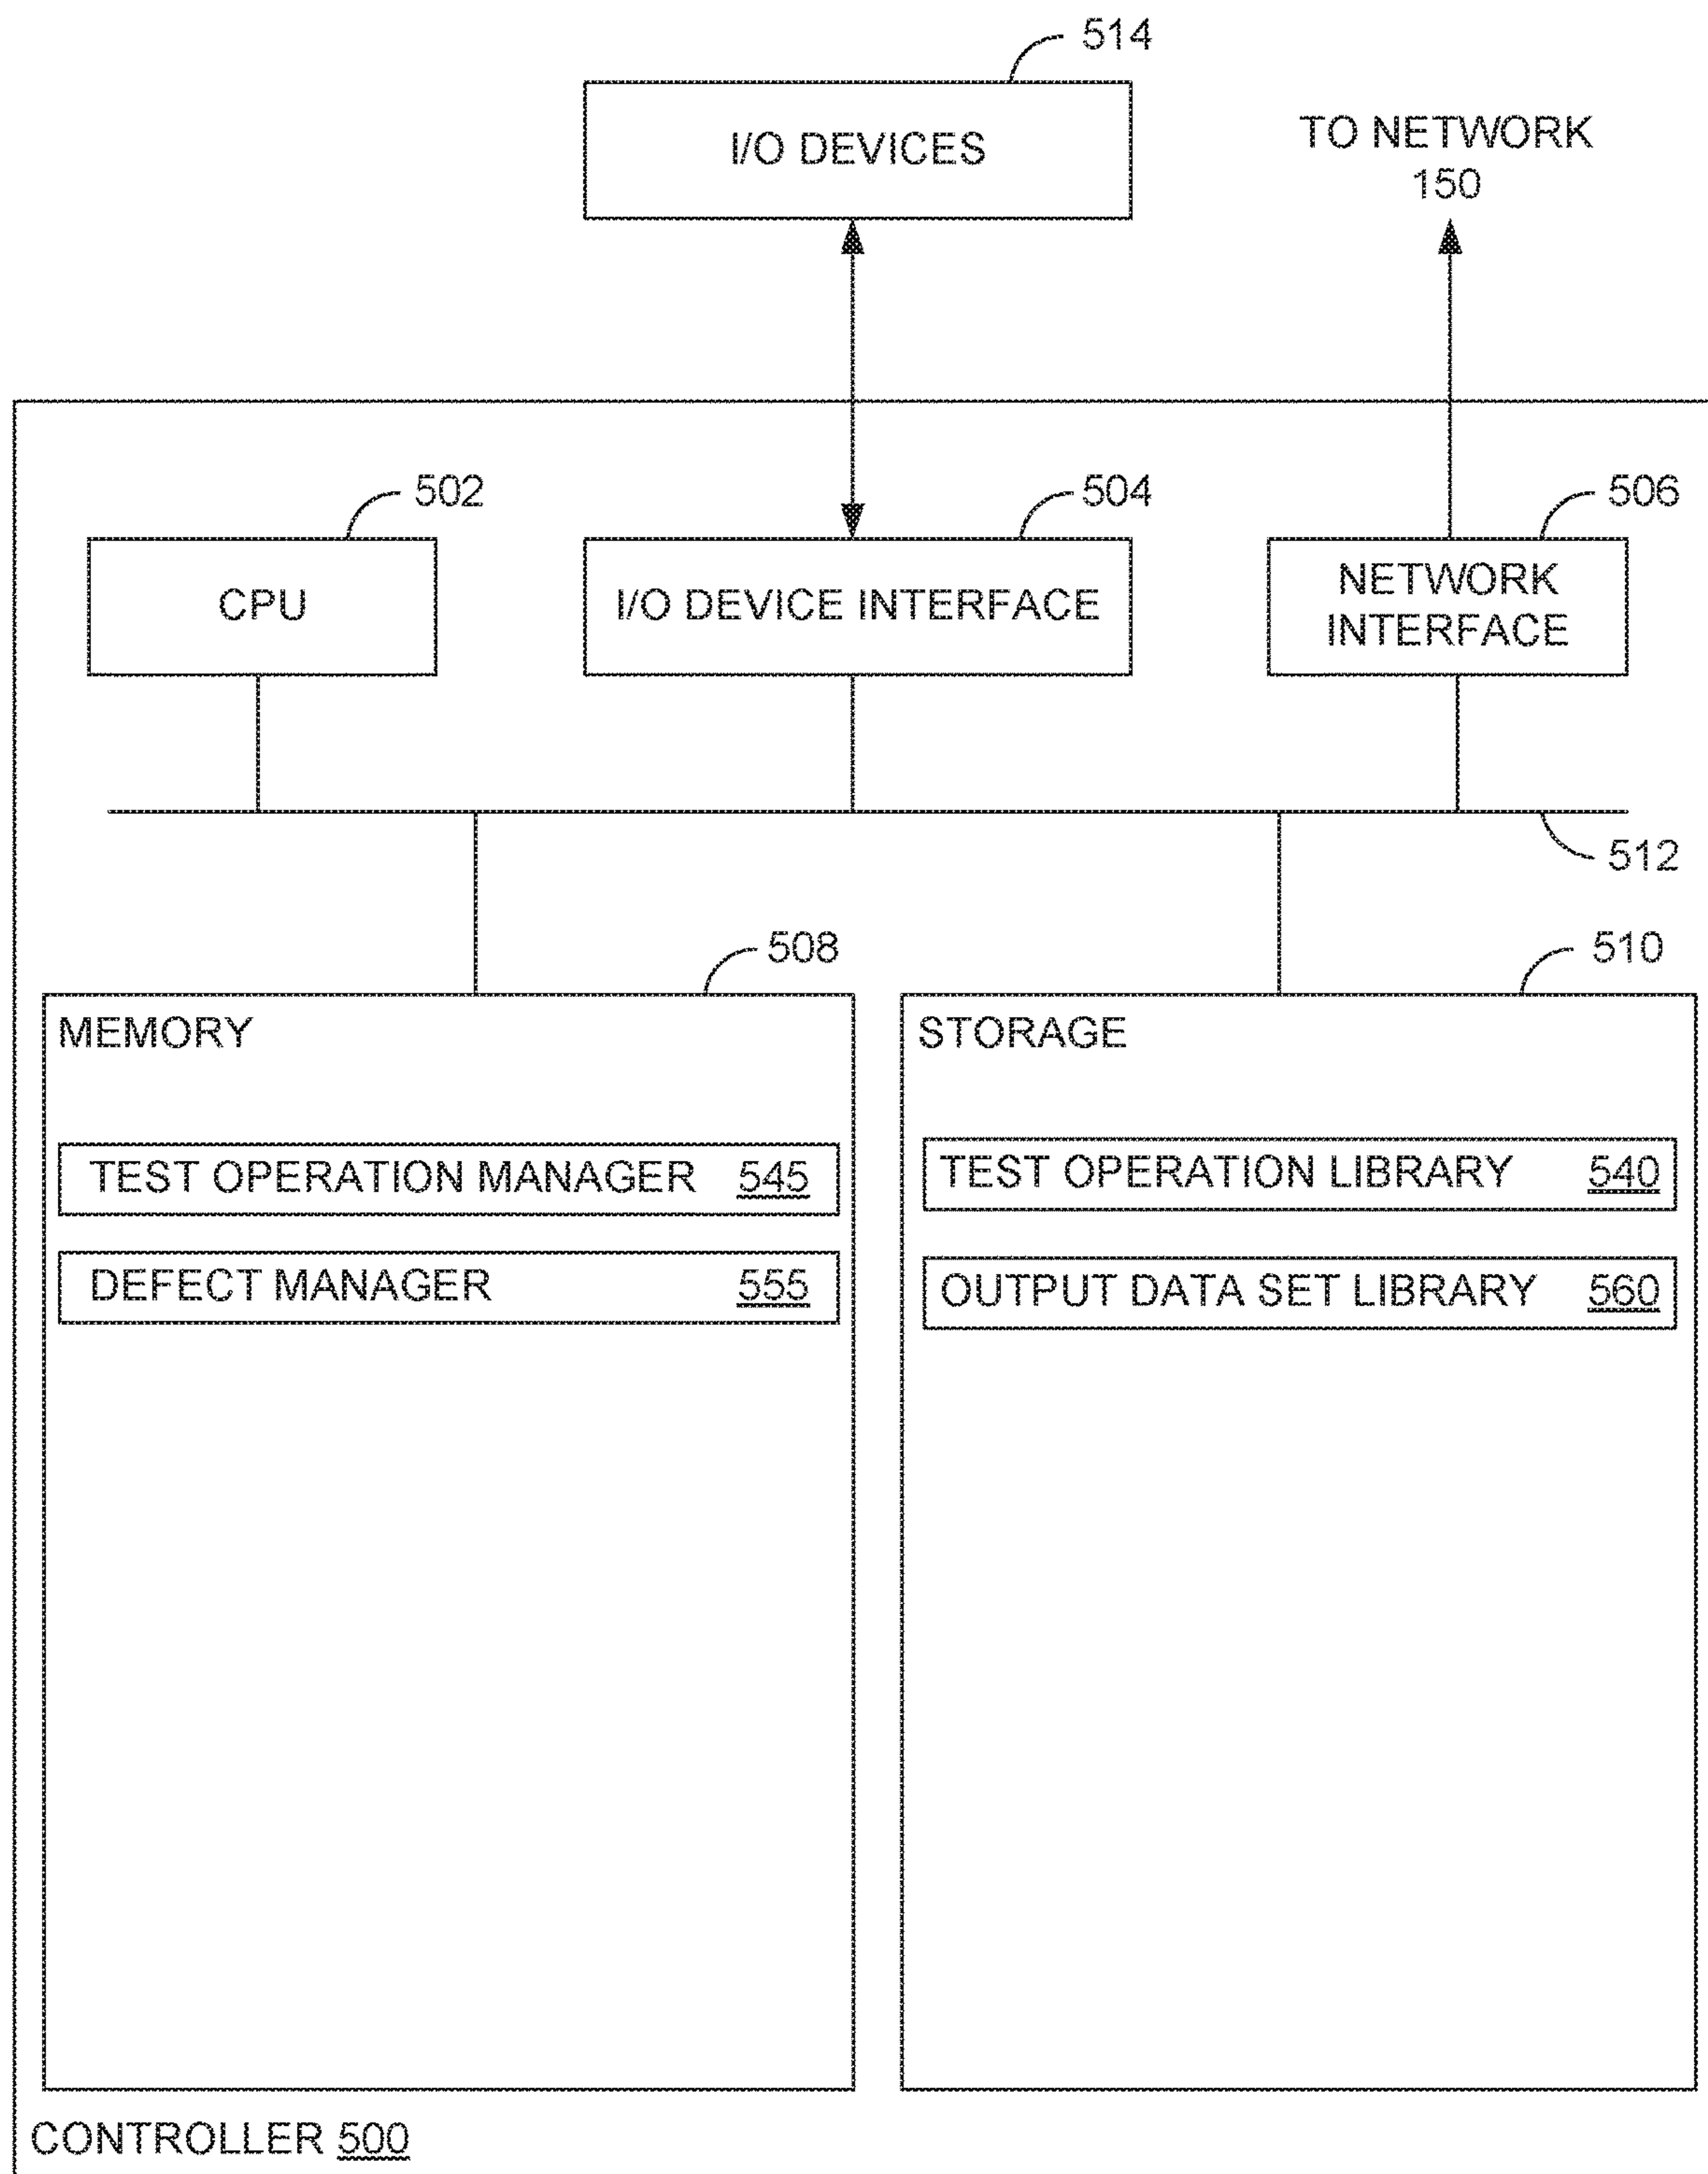 514
I/O DEVICES
TO NETWORK
150
502
504
506
CPU
I/O DEVICE INTERFACE
NETWORK
INTERFACE
512
508
510
MEMORY
STORAGE
TEST OPERATION MANAGER 545
TEST OPERATION LIBRARY 540
DEFECT MANAGER 555
OUTPUT DATA SET LIBRARY 560
CONTROLLER 500